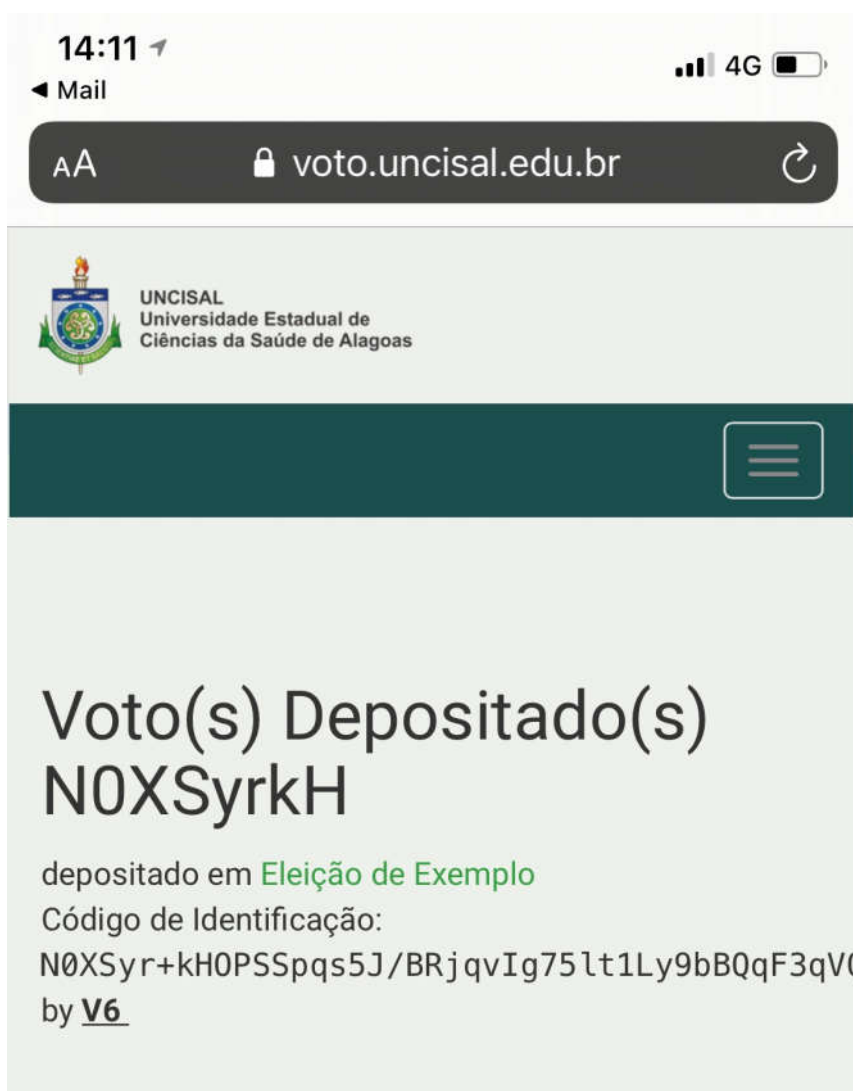 14:11
4G
Mail
AA voto.uncisal.edu.br
UNCISAL
Universidade Estadual de
Ciências da Saúde de Alagoas
Voto(s) Depositado(s)
N0XSyrkH
depositado em Eleição de Exemplo
Código de Identificação:
N0XSyr+kHOPSSpqs5J/BRjqvIg75lt1Ly9bBQqF3qV
by V6